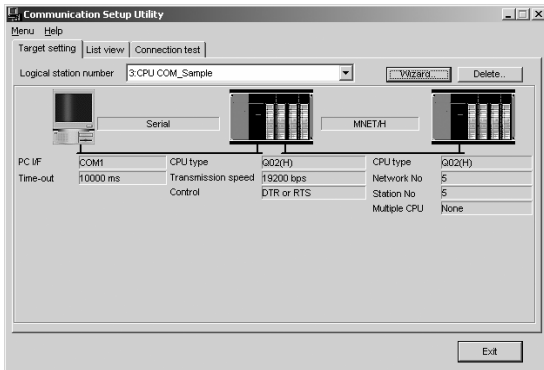 Communication Setup Utility
Menu Help
Target setting List view Connection test
Logical station number 3:CPU COM_Sample Wizard... Delete..
Serial MNET/H
PC I/F COM1 CPU type Q02(H) CPU type Q02(H)
Time-out 10000 ms Transmission speed 19200 bps Network No 5
Control DTR or RTS Station No 5
Multiple CPU None
Exit